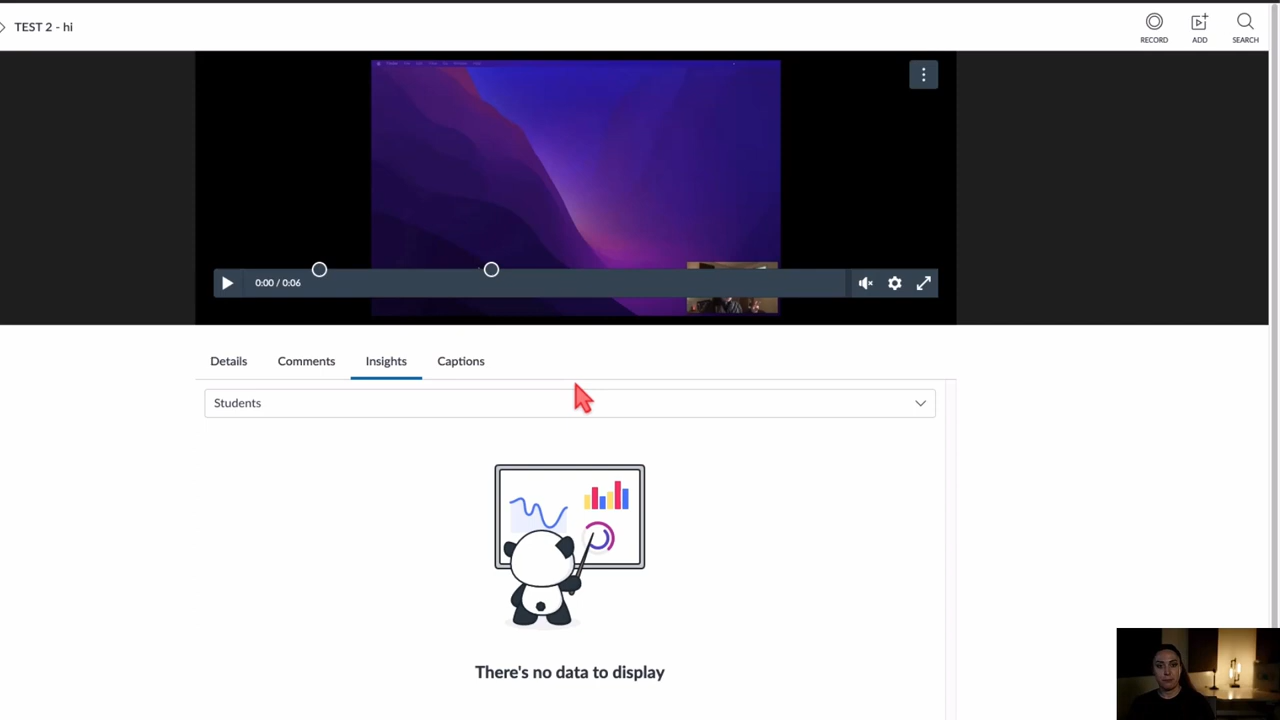 TEST 2 - hi
RECORD
ADD
SEARCH
0:00 / 0:06
Details
Comments
Insights
Captions
Students
There's no data to display